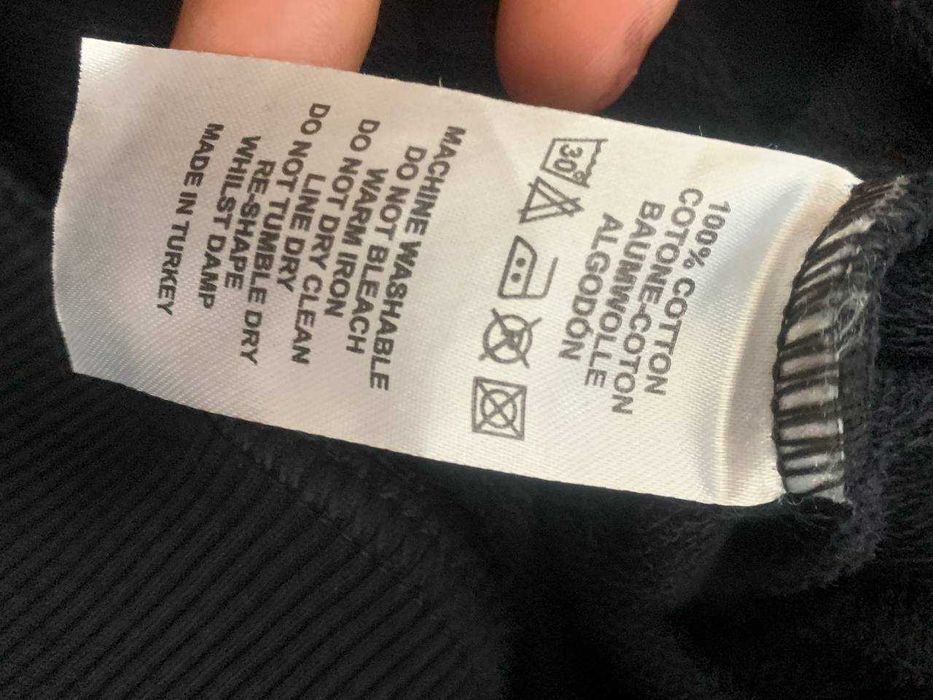 100% COTTON
COTONE-COTON
BAUMWOLLE
ALGODÓN
30°
MACHINE WASHABLE
DO NOT BLEACH
WARM IRON
DO NOT DRY CLEAN
LINE DRY
DO NOT TUMBLE DRY
RE-SHAPE
WHILST DAMP
MADE IN TURKEY